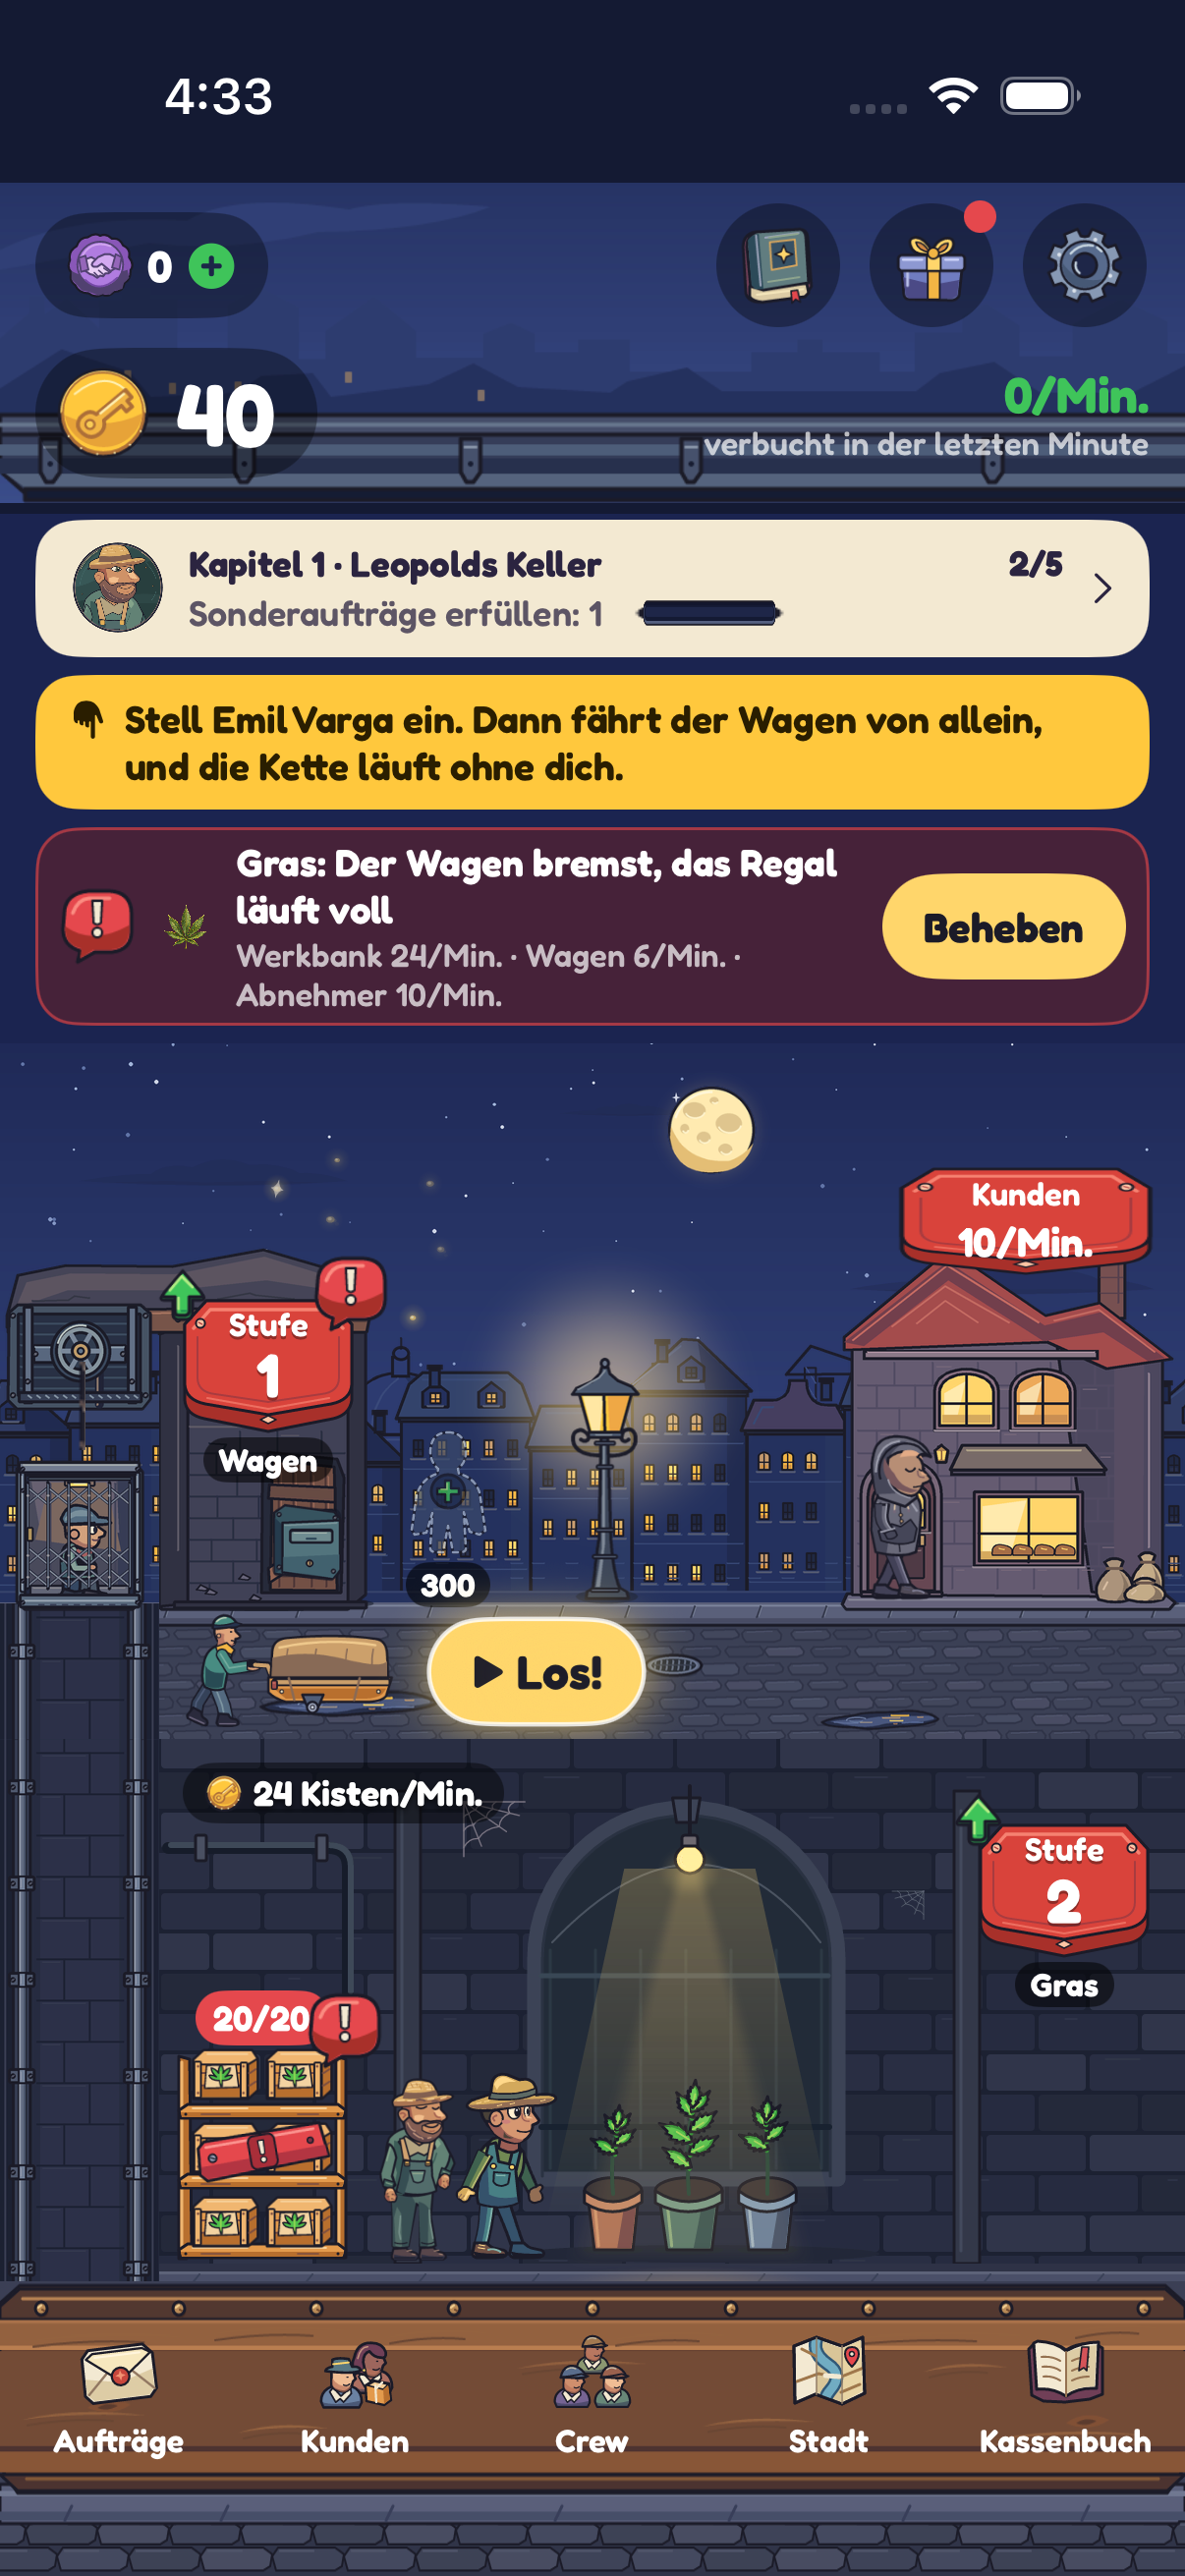 4:33
0
40
0/Min.
verbucht in der letzten Minute
Kapitel 1 · Leopolds Keller
2/5
Sonderaufträge erfüllen: 1
Stell Emil Varga ein. Dann fährt der Wagen von allein,
und die Kette läuft ohne dich.
Gras: Der Wagen bremst, das Regal
läuft voll
Werkbank 24/Min. · Wagen 6/Min. ·
Abnehmer 10/Min.
Beheben
Kunden
10/Min.
Stufe
1
Wagen
300
Los!
24 Kisten/Min.
Stufe
2
Gras
20/20
Aufträge
Kunden
Crew
Stadt
Kassenbuch